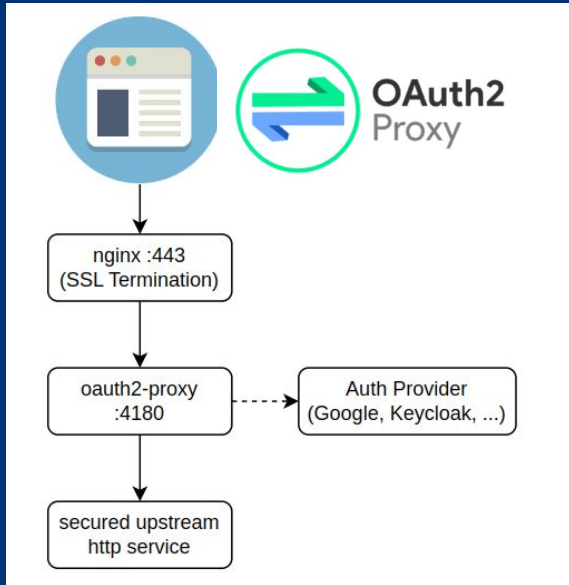 OAuth2
Proxy
nginx :443
(SSL Termination)
oauth2-proxy
:4180
Auth Provider
(Google, Keycloak, ...)
secured upstream
http service